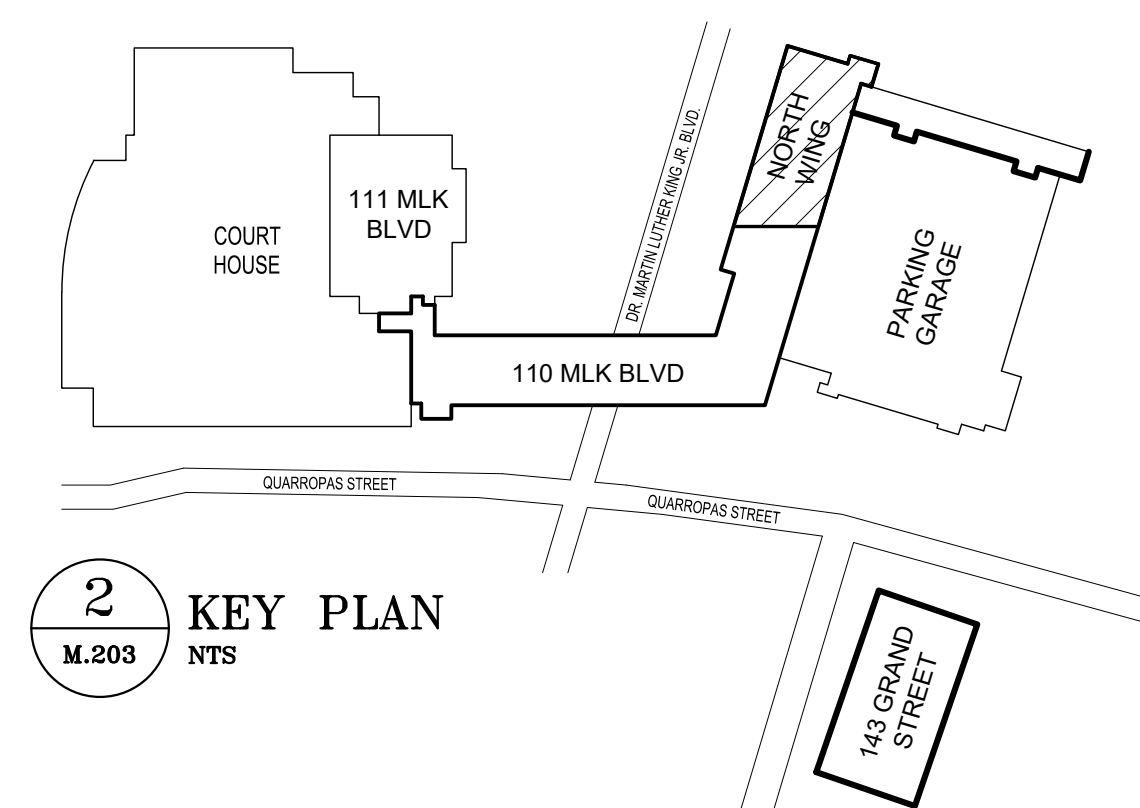 COURT
HOUSE
111 MLK
BLVD
DR. MARTIN LUTHER KING JR. BLVD.
NORTH
WING
PARKING
GARAGE
110 MLK BLVD
QUARROPAS STREET
QUARROPAS STREET
2
M.203
KEY PLAN
NTS
143 GRAND
STREET